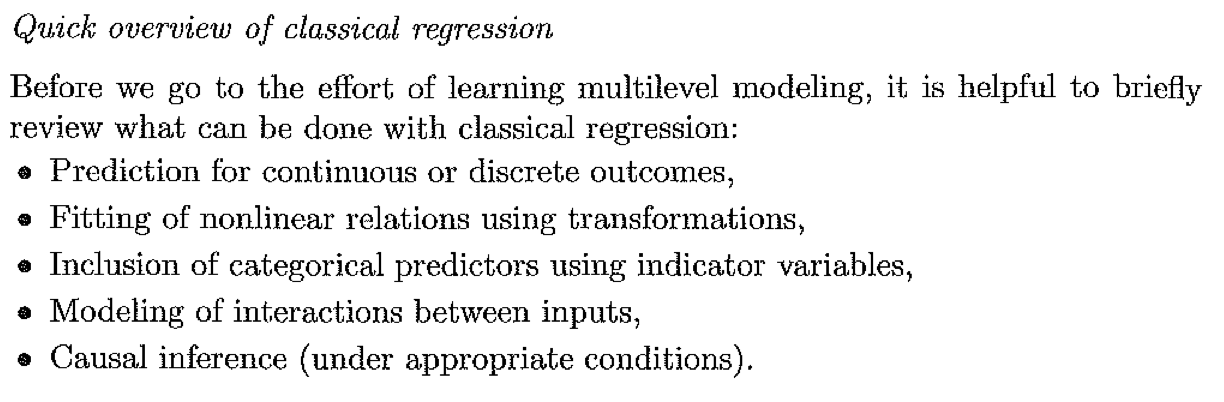 Quick overview of classical regression
Before we go to the effort of learning multilevel modeling, it is helpful to briefly
review what can be done with classical regression:
• Prediction for continuous or discrete outcomes,
• Fitting of nonlinear relations using transformations,
• Inclusion of categorical predictors using indicator variables,
• Modeling of interactions between inputs,
• Causal inference (under appropriate conditions).